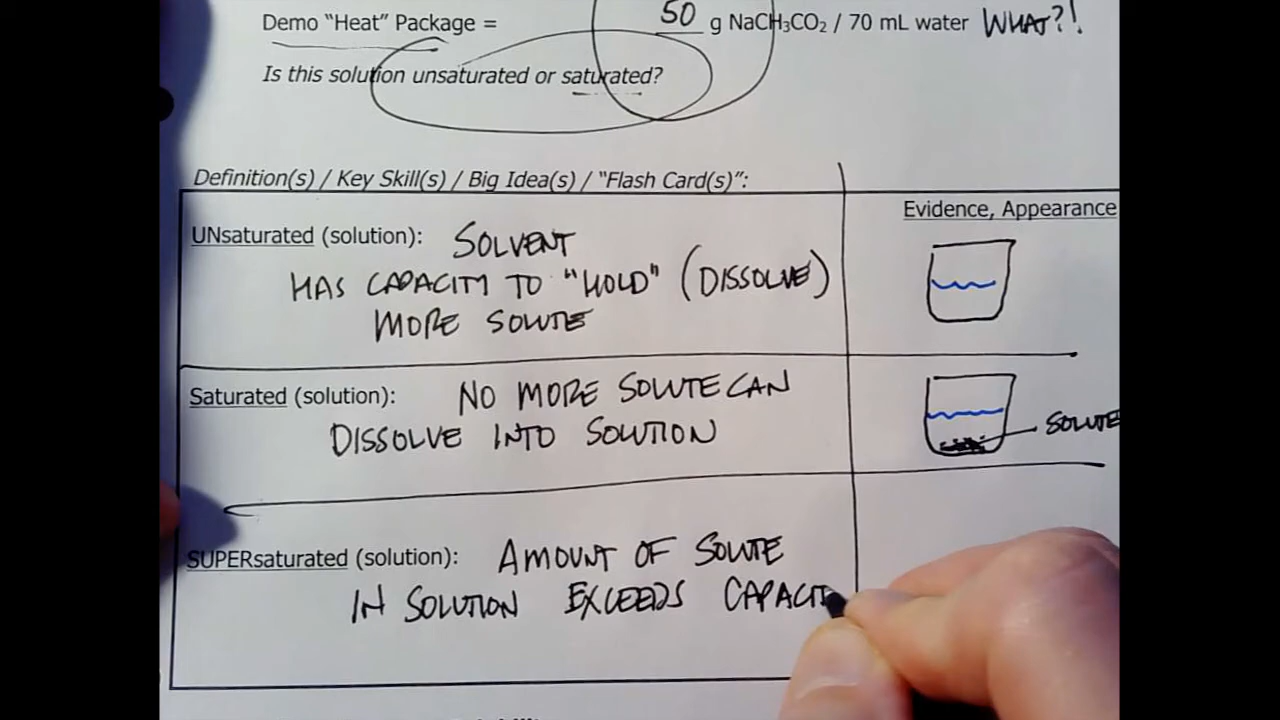 Demo “Heat” Package = 50 g NaCH₃CO₂ / 70 mL water WHAT?!
Is this solution unsaturated or saturated?
Definition(s) / Key Skill(s) / Big Idea(s) / “Flash Card(s)”:
Evidence, Appearance
UNsaturated (solution): SOLVENT
HAS CAPACITY TO "HOLD" (DISSOLVE)
MORE SOLUTE
Saturated (solution): NO MORE SOLUTE CAN
DISSOLVE INTO SOLUTION
SOLUTE
SUPERsaturated (solution): AMOUNT OF SOLUTE
IN SOLUTION EXCEEDS CAPACIT